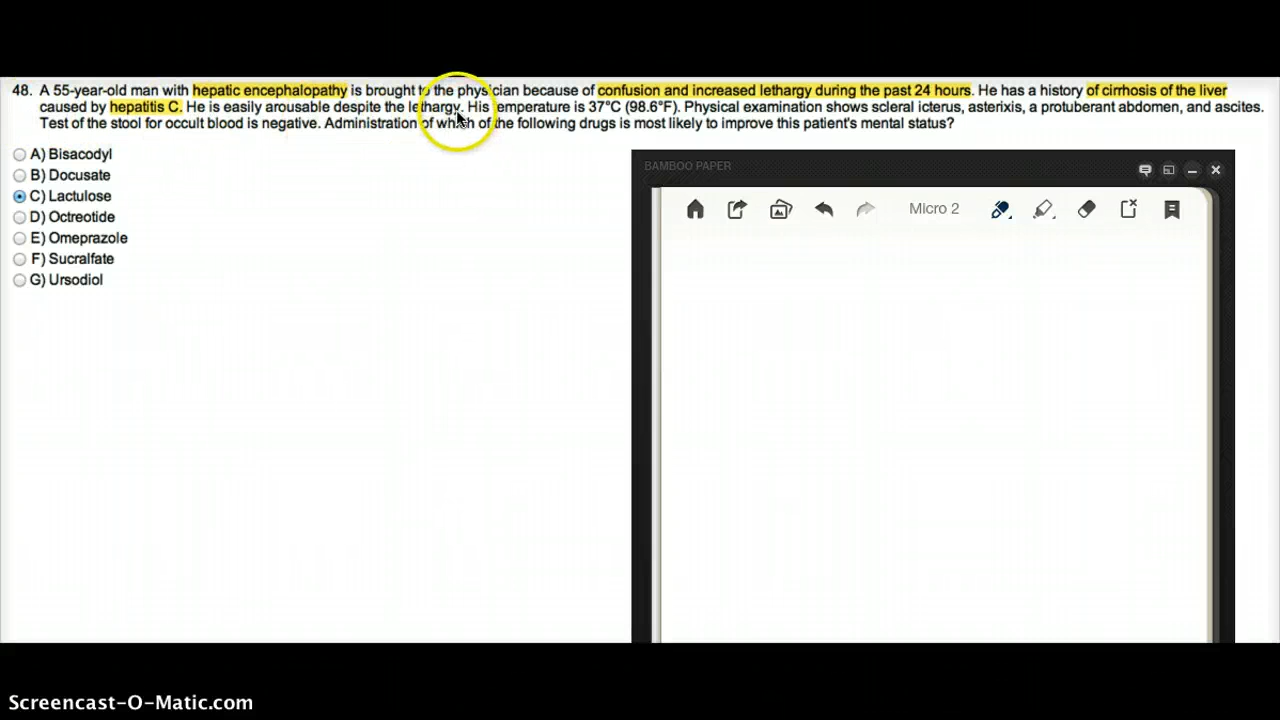 48. A 55-year-old man with hepatic encephalopathy is brought to the physician because of confusion and increased lethargy during the past 24 hours. He has a history of cirrhosis of the liver
caused by hepatitis C. He is easily arousable despite the lethargy. His temperature is 37°C (98.6°F). Physical examination shows scleral icterus, asterixis, a protuberant abdomen, and ascites.
Test of the stool for occult blood is negative. Administration of which of the following drugs is most likely to improve this patient's mental status?
A) Bisacodyl
B) Docusate
C) Lactulose
D) Octreotide
E) Omeprazole
F) Sucralfate
G) Ursodiol
BAMBOO PAPER
Micro 2
Screencast-O-Matic.com